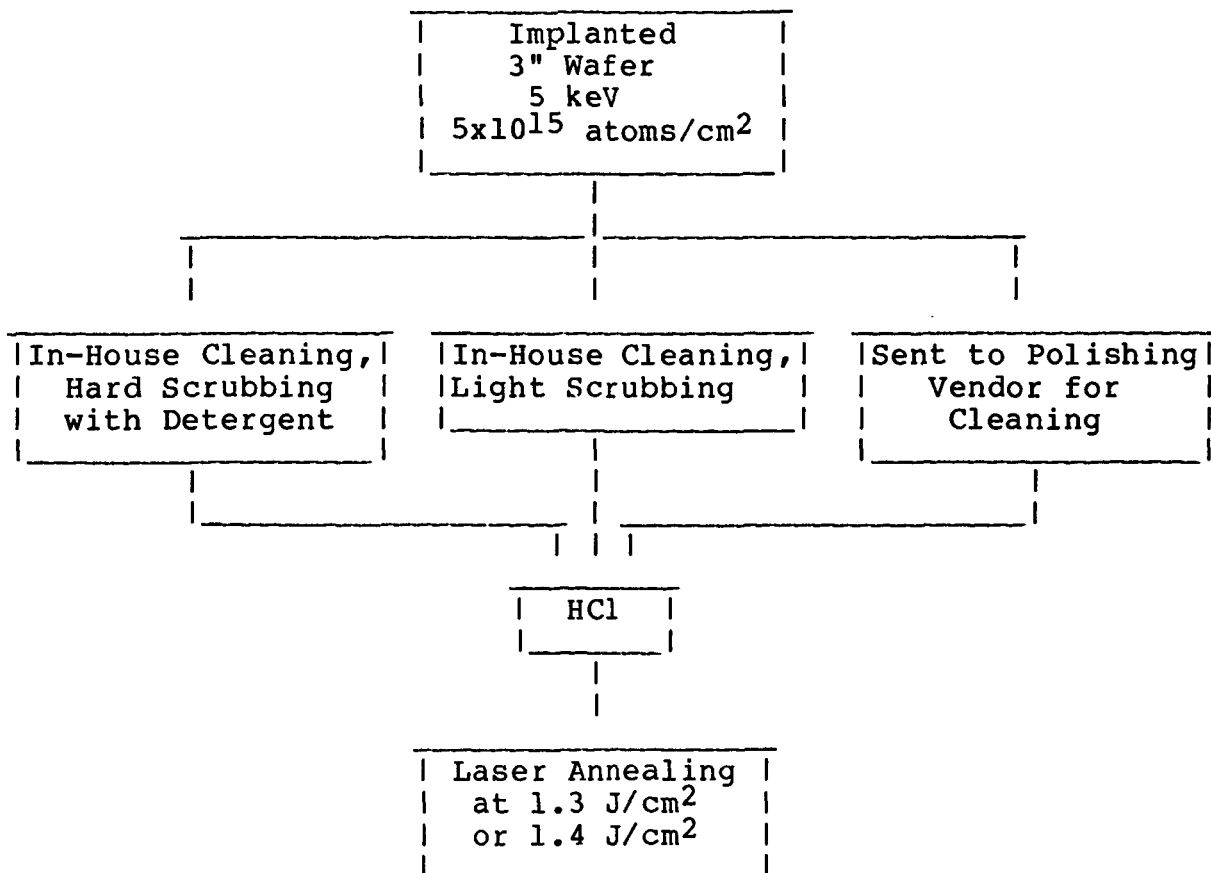 Implanted
3" Wafer
5 keV
5x10¹⁵ atoms/cm²
In-House Cleaning,
Hard Scrubbing
with Detergent
In-House Cleaning,
Light Scrubbing
Sent to Polishing
Vendor for
Cleaning
HCl
Laser Annealing
at 1.3 J/cm²
or 1.4 J/cm²